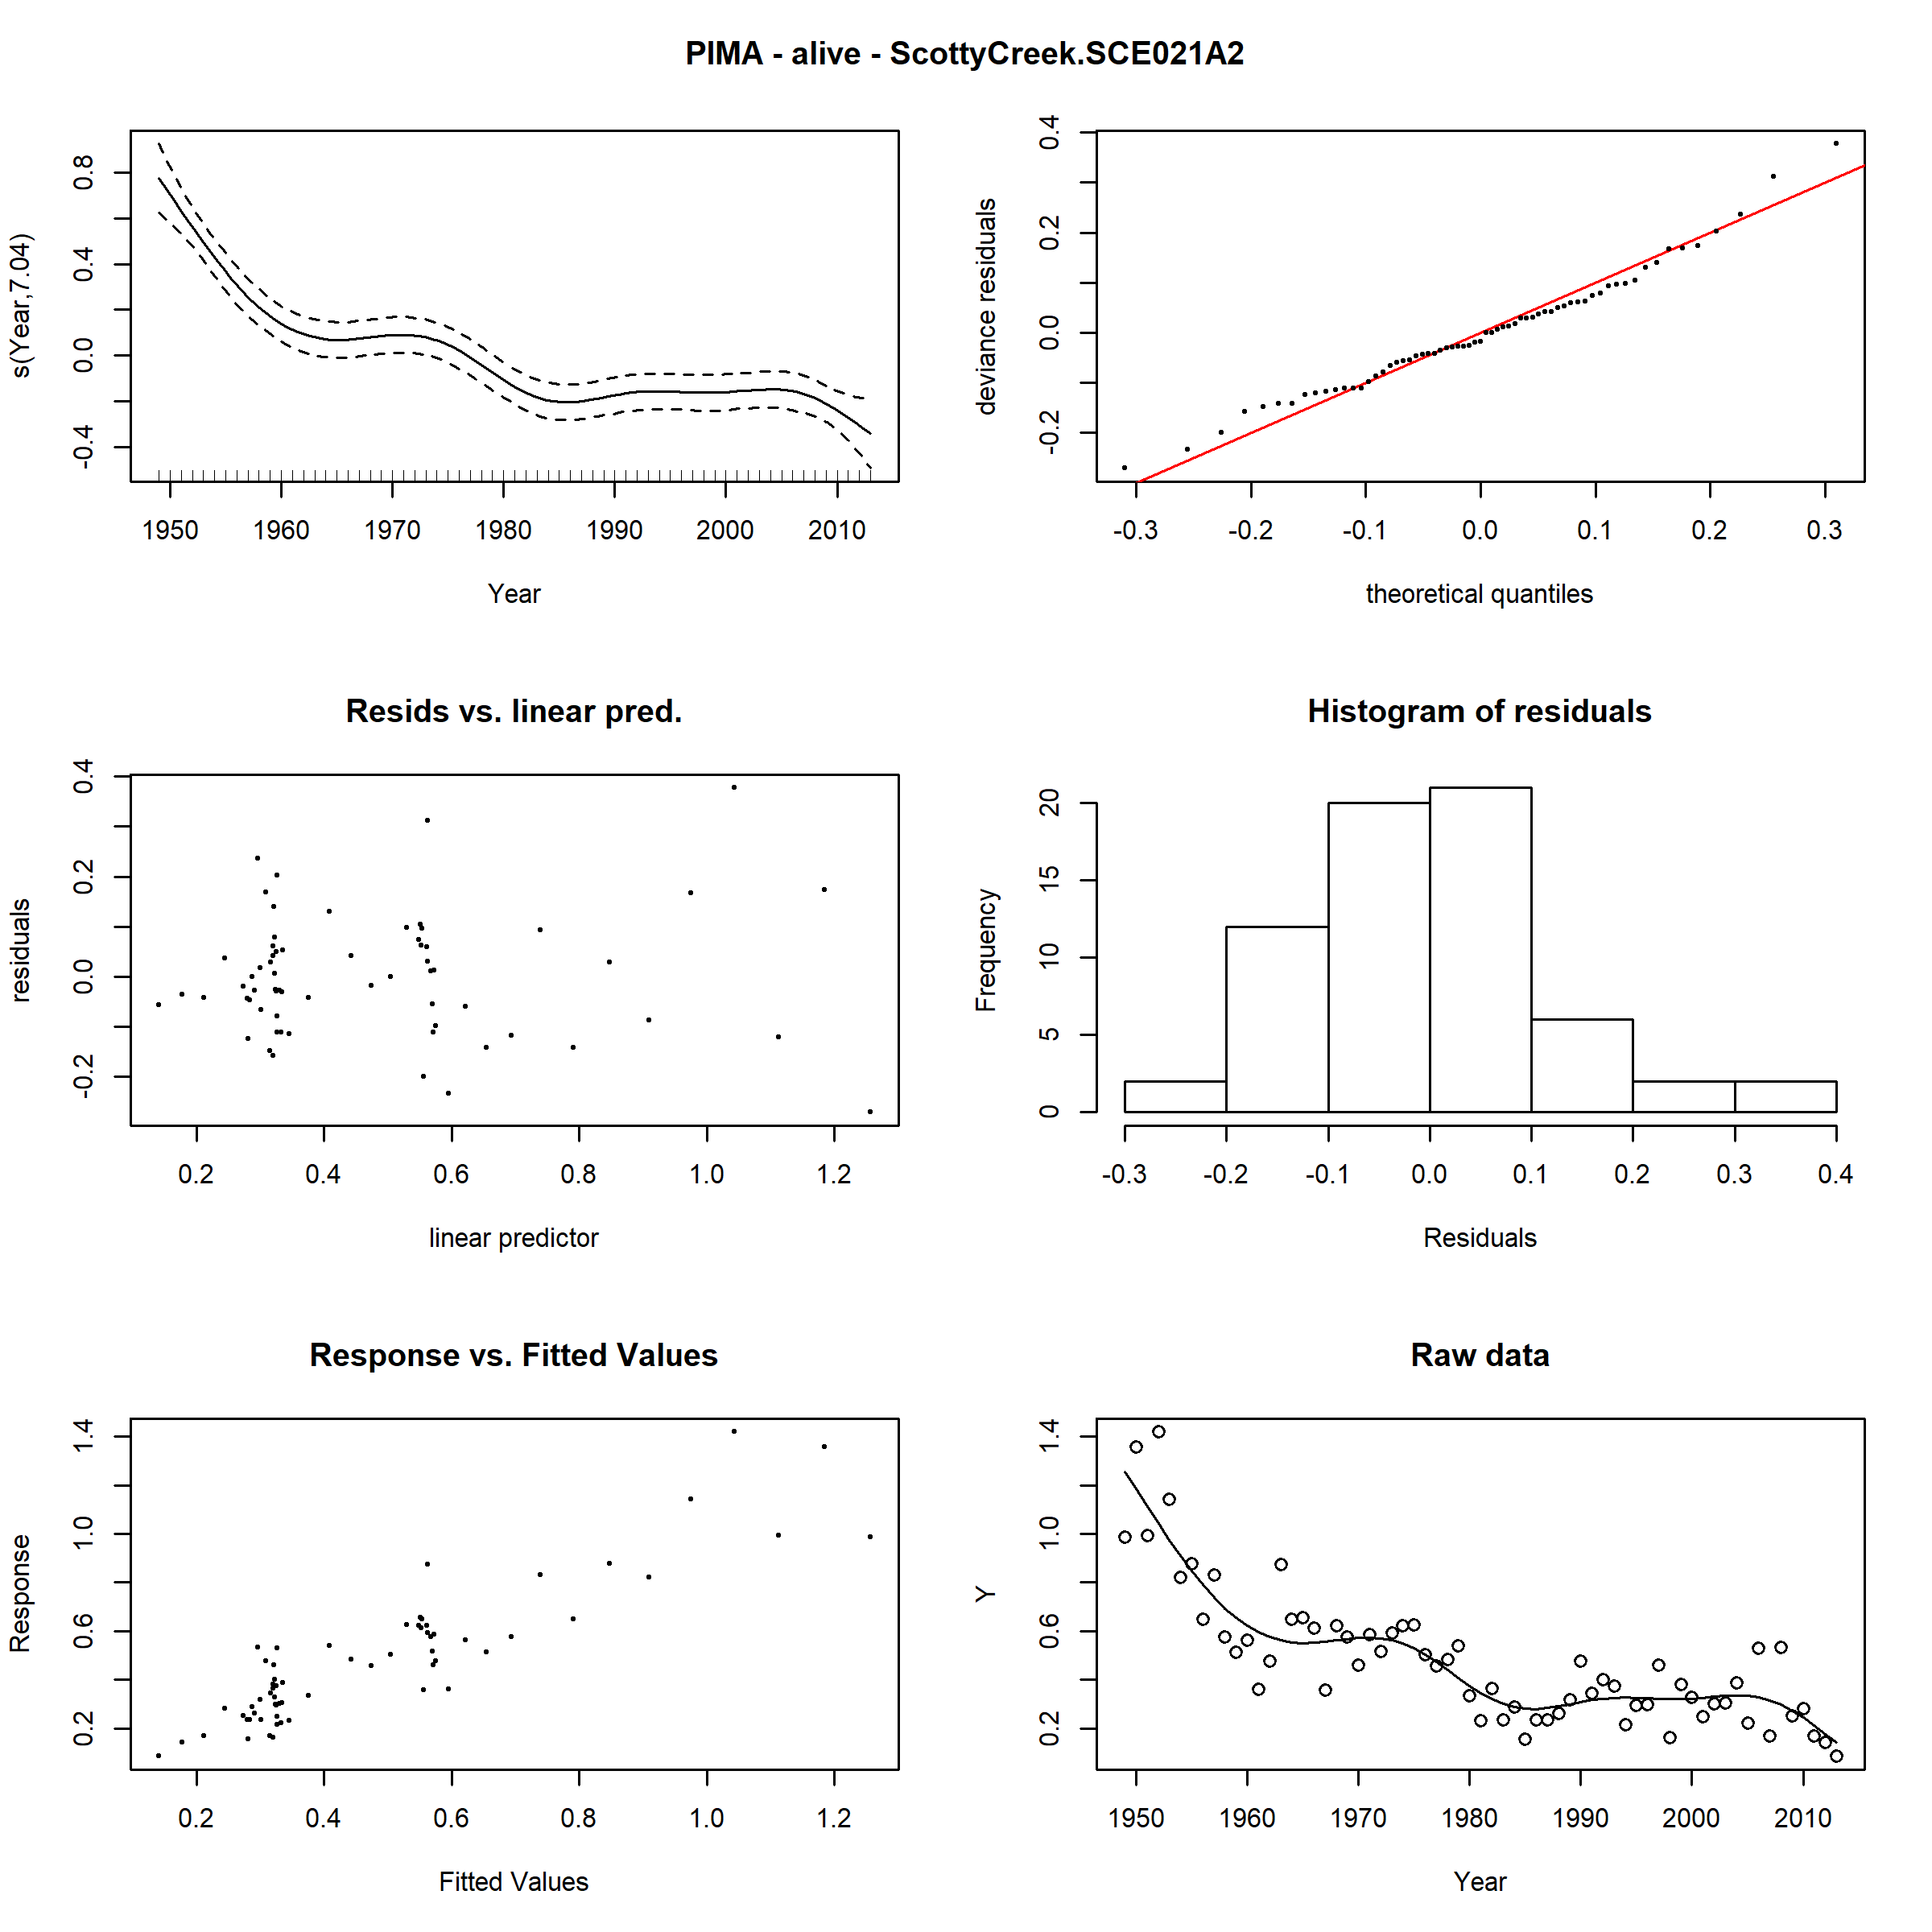 PIMA - alive - ScottyCreek.SCE021A2
s(Year,7.04)
-0.4 0.0 0.4 0.8
1950 1960 1970 1980 1990 2000 2010
Year
deviance residuals
-0.2 0.0 0.2 0.4
-0.3 -0.2 -0.1 0.0 0.1 0.2 0.3
theoretical quantiles
Resids vs. linear pred.
residuals
-0.2 0.0 0.2 0.4
0.2 0.4 0.6 0.8 1.0 1.2
linear predictor
Histogram of residuals
Frequency
0 5 10 15 20
-0.3 -0.2 -0.1 0.0 0.1 0.2 0.3 0.4
Residuals
Response vs. Fitted Values
Response
0.2 0.6 1.0 1.4
0.2 0.4 0.6 0.8 1.0 1.2
Fitted Values
Raw data
Y
0.2 0.6 1.0 1.4
1950 1960 1970 1980 1990 2000 2010
Year